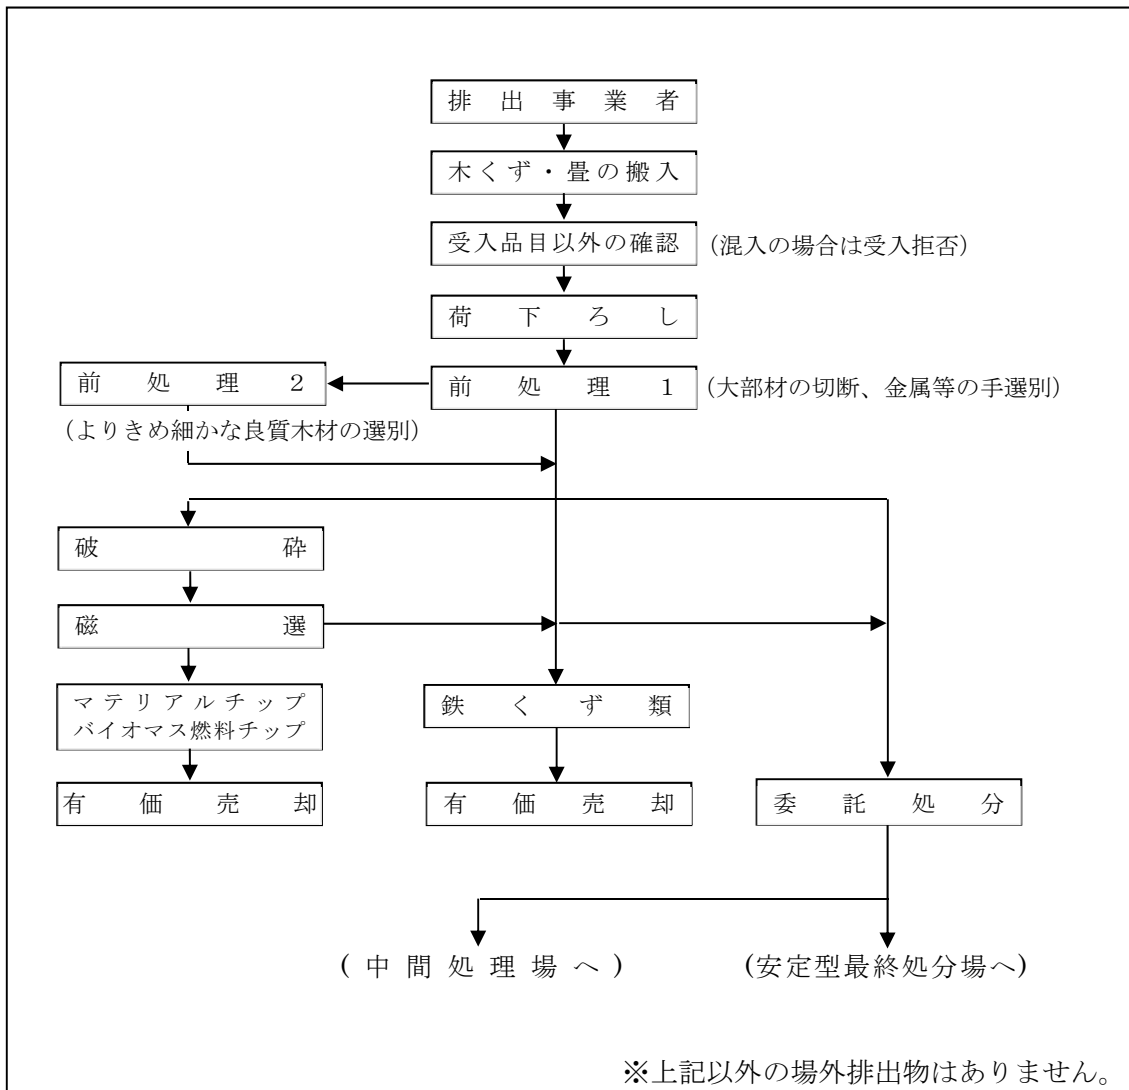 排出事業者
木くず・畳の搬入
受入品目以外の確認
(混入の場合は受入拒否)
荷下ろし
前処理2
前処理1
(大部材の切断、金属等の手選別)
(よりきめ細かな良質木材の選別)
破砕
磁選
マテリアルチップ
バイオマス燃料チップ
鉄くず類
有価売却
有価売却
委託処分
(中間処理場へ)
(安定型最終処分場へ)
※上記以外の場外排出物はありません。